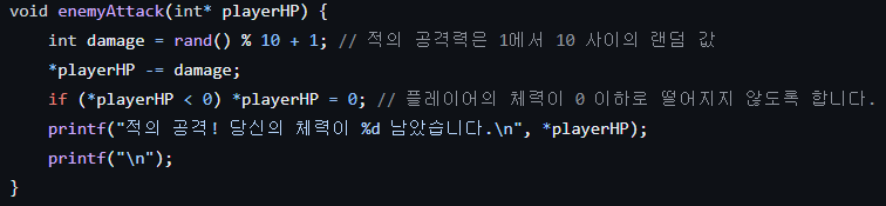 void enemyAttack(int* playerHP) {
    int damage = rand() % 10 + 1; // 적의 공격력은 1에서 10 사이의 랜덤 값
    *playerHP -= damage;
    if (*playerHP < 0) *playerHP = 0; // 플레이어의 체력이 0 이하로 떨어지지 않도록 합니다.
    printf("적의 공격! 당신의 체력이 %d 남았습니다.\n", *playerHP);
    printf("\n");
}